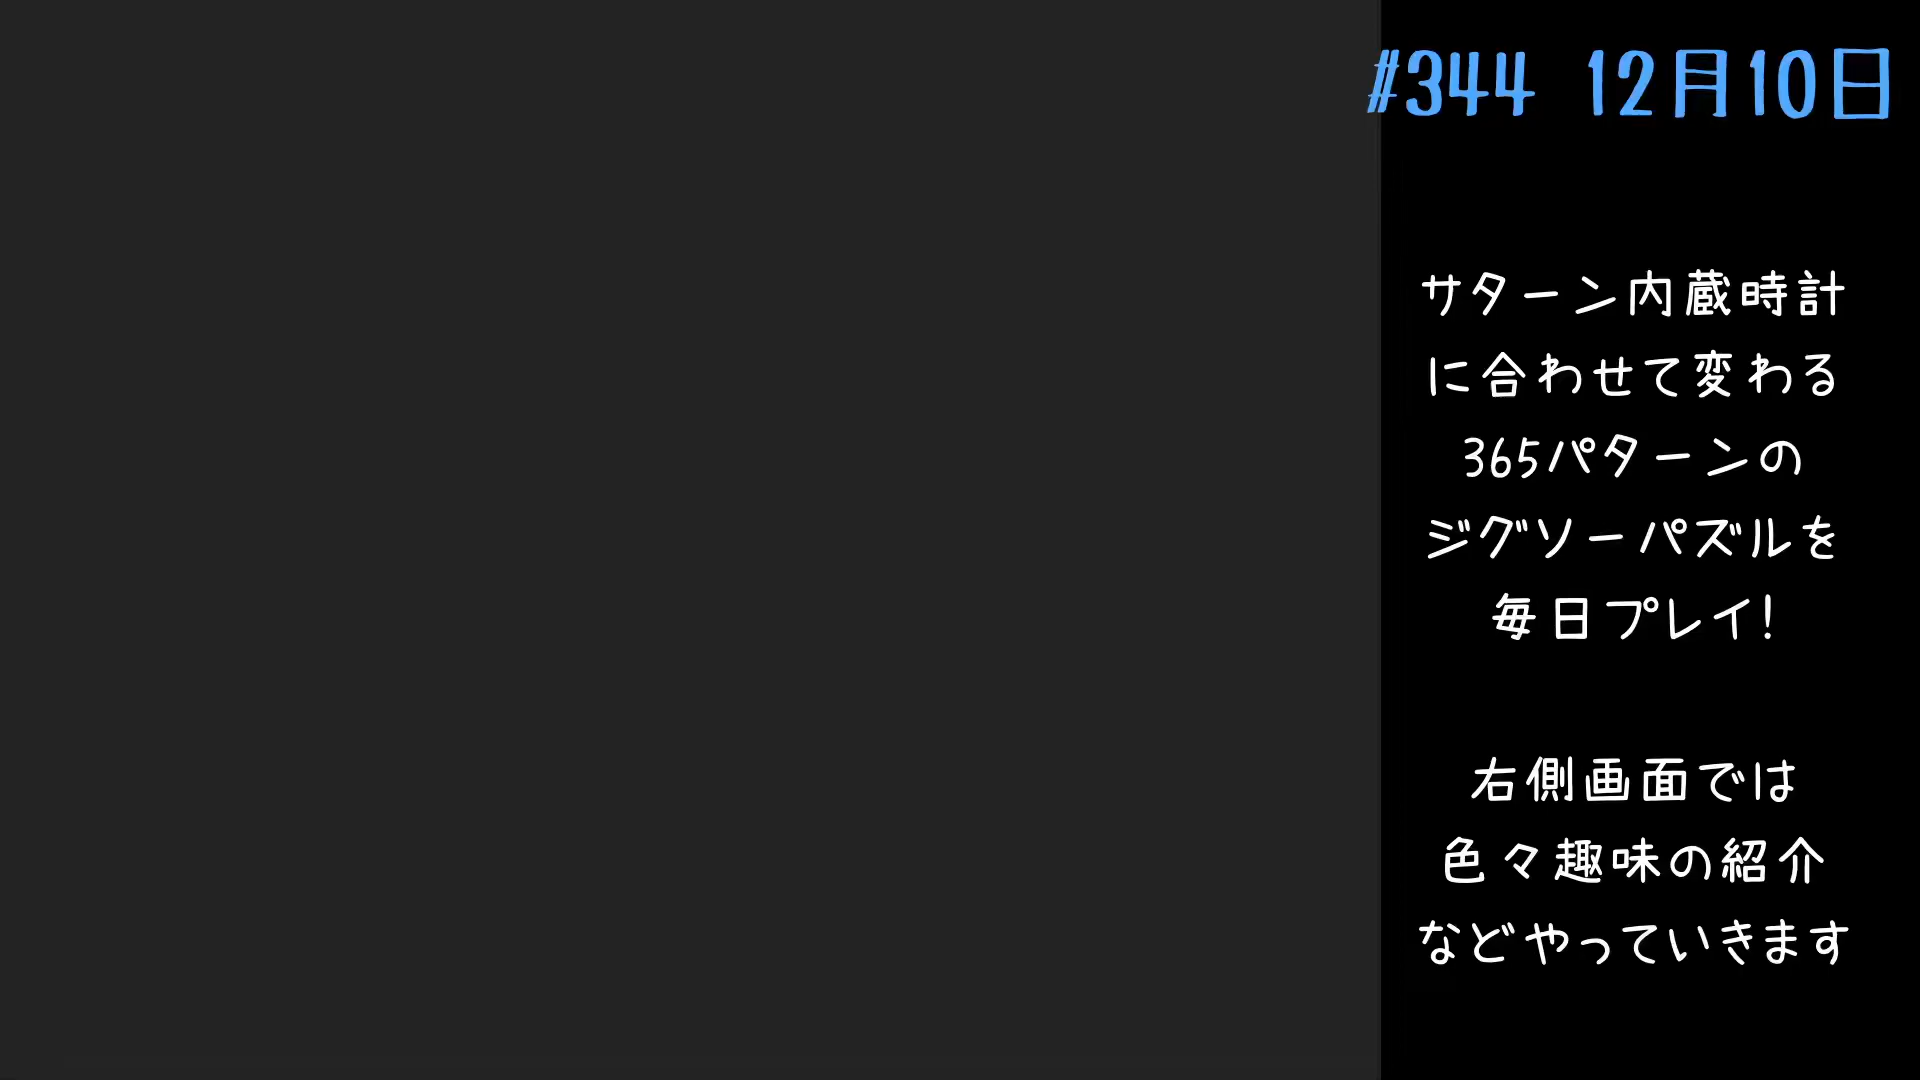 #344 12月10日
サターン内蔵時計
に合わせて変わる
365パターンの
ジグソーパズルを
毎日プレイ!
右側画面では
色々趣味の紹介
などやっていきます